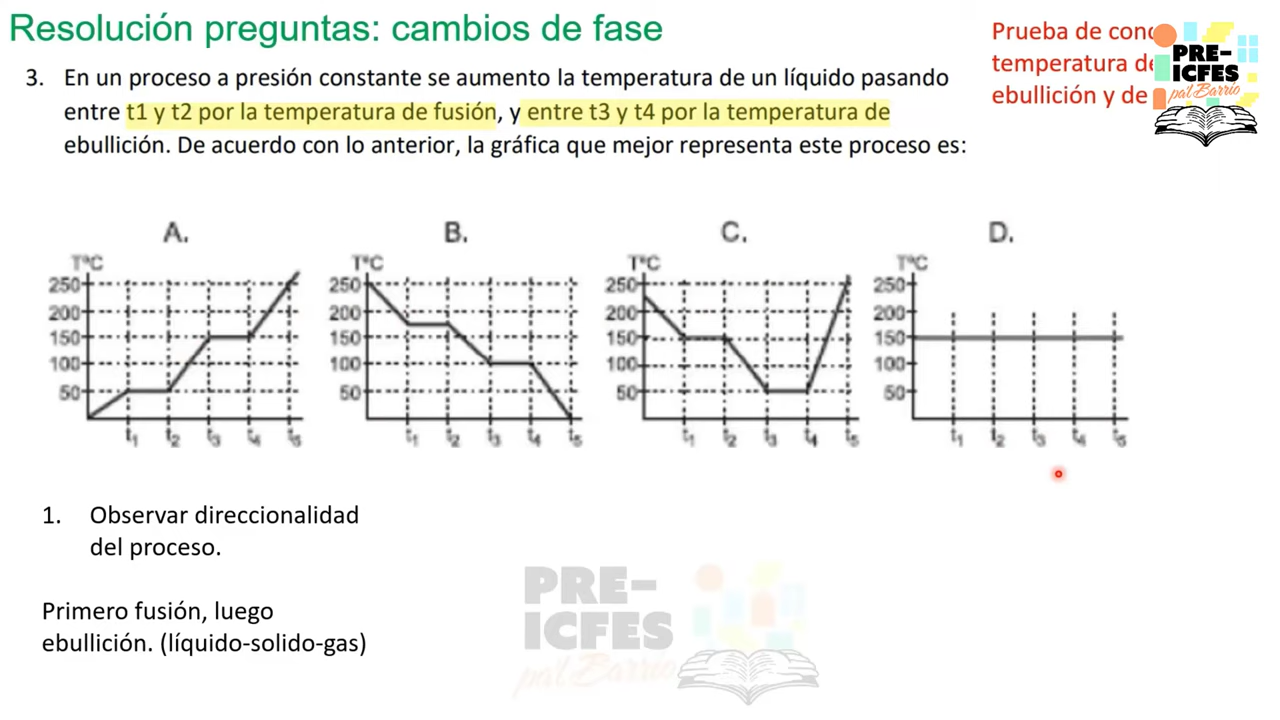 Resolución preguntas: cambios de fase
Prueba de
temperatura
ebullición y de
PRE-
ICFES
pal Barrio
3. En un proceso a presión constante se aumento la temperatura de un líquido pasando
entre t1 y t2 por la temperatura de fusión, y entre t3 y t4 por la temperatura de
ebullición. De acuerdo con lo anterior, la gráfica que mejor representa este proceso es:
A. B. C. D.
T°C T°C T°C T°C
250 250 250 250
200 200 200 200
150 150 150 150
100 100 100 100
50 50 50 50
t1 t2 t3 t4 t5 t1 t2 t3 t4 t5 t1 t2 t3 t4 t5 t1 t2 t3 t4 t5
1. Observar direccionalidad
del proceso.
Primero fusión, luego
ebullición. (líquido-solido-gas)
PRE-
ICFES
pal Barrio